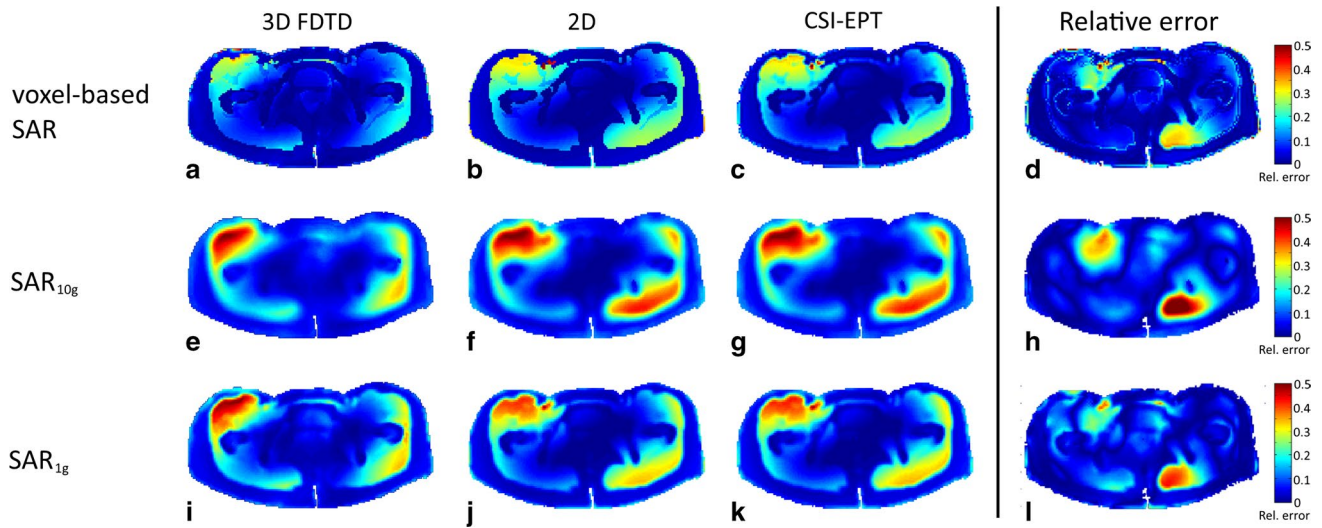 3D FDTD
2D
CSI-EPT
Relative error
voxel-based
SAR
a
b
c
d
0.5
0.4
0.3
0.2
0.1
0
Rel. error
SAR10g
e
f
g
h
0.5
0.4
0.3
0.2
0.1
0
Rel. error
SAR1g
i
j
k
l
0.5
0.4
0.3
0.2
0.1
0
Rel. error